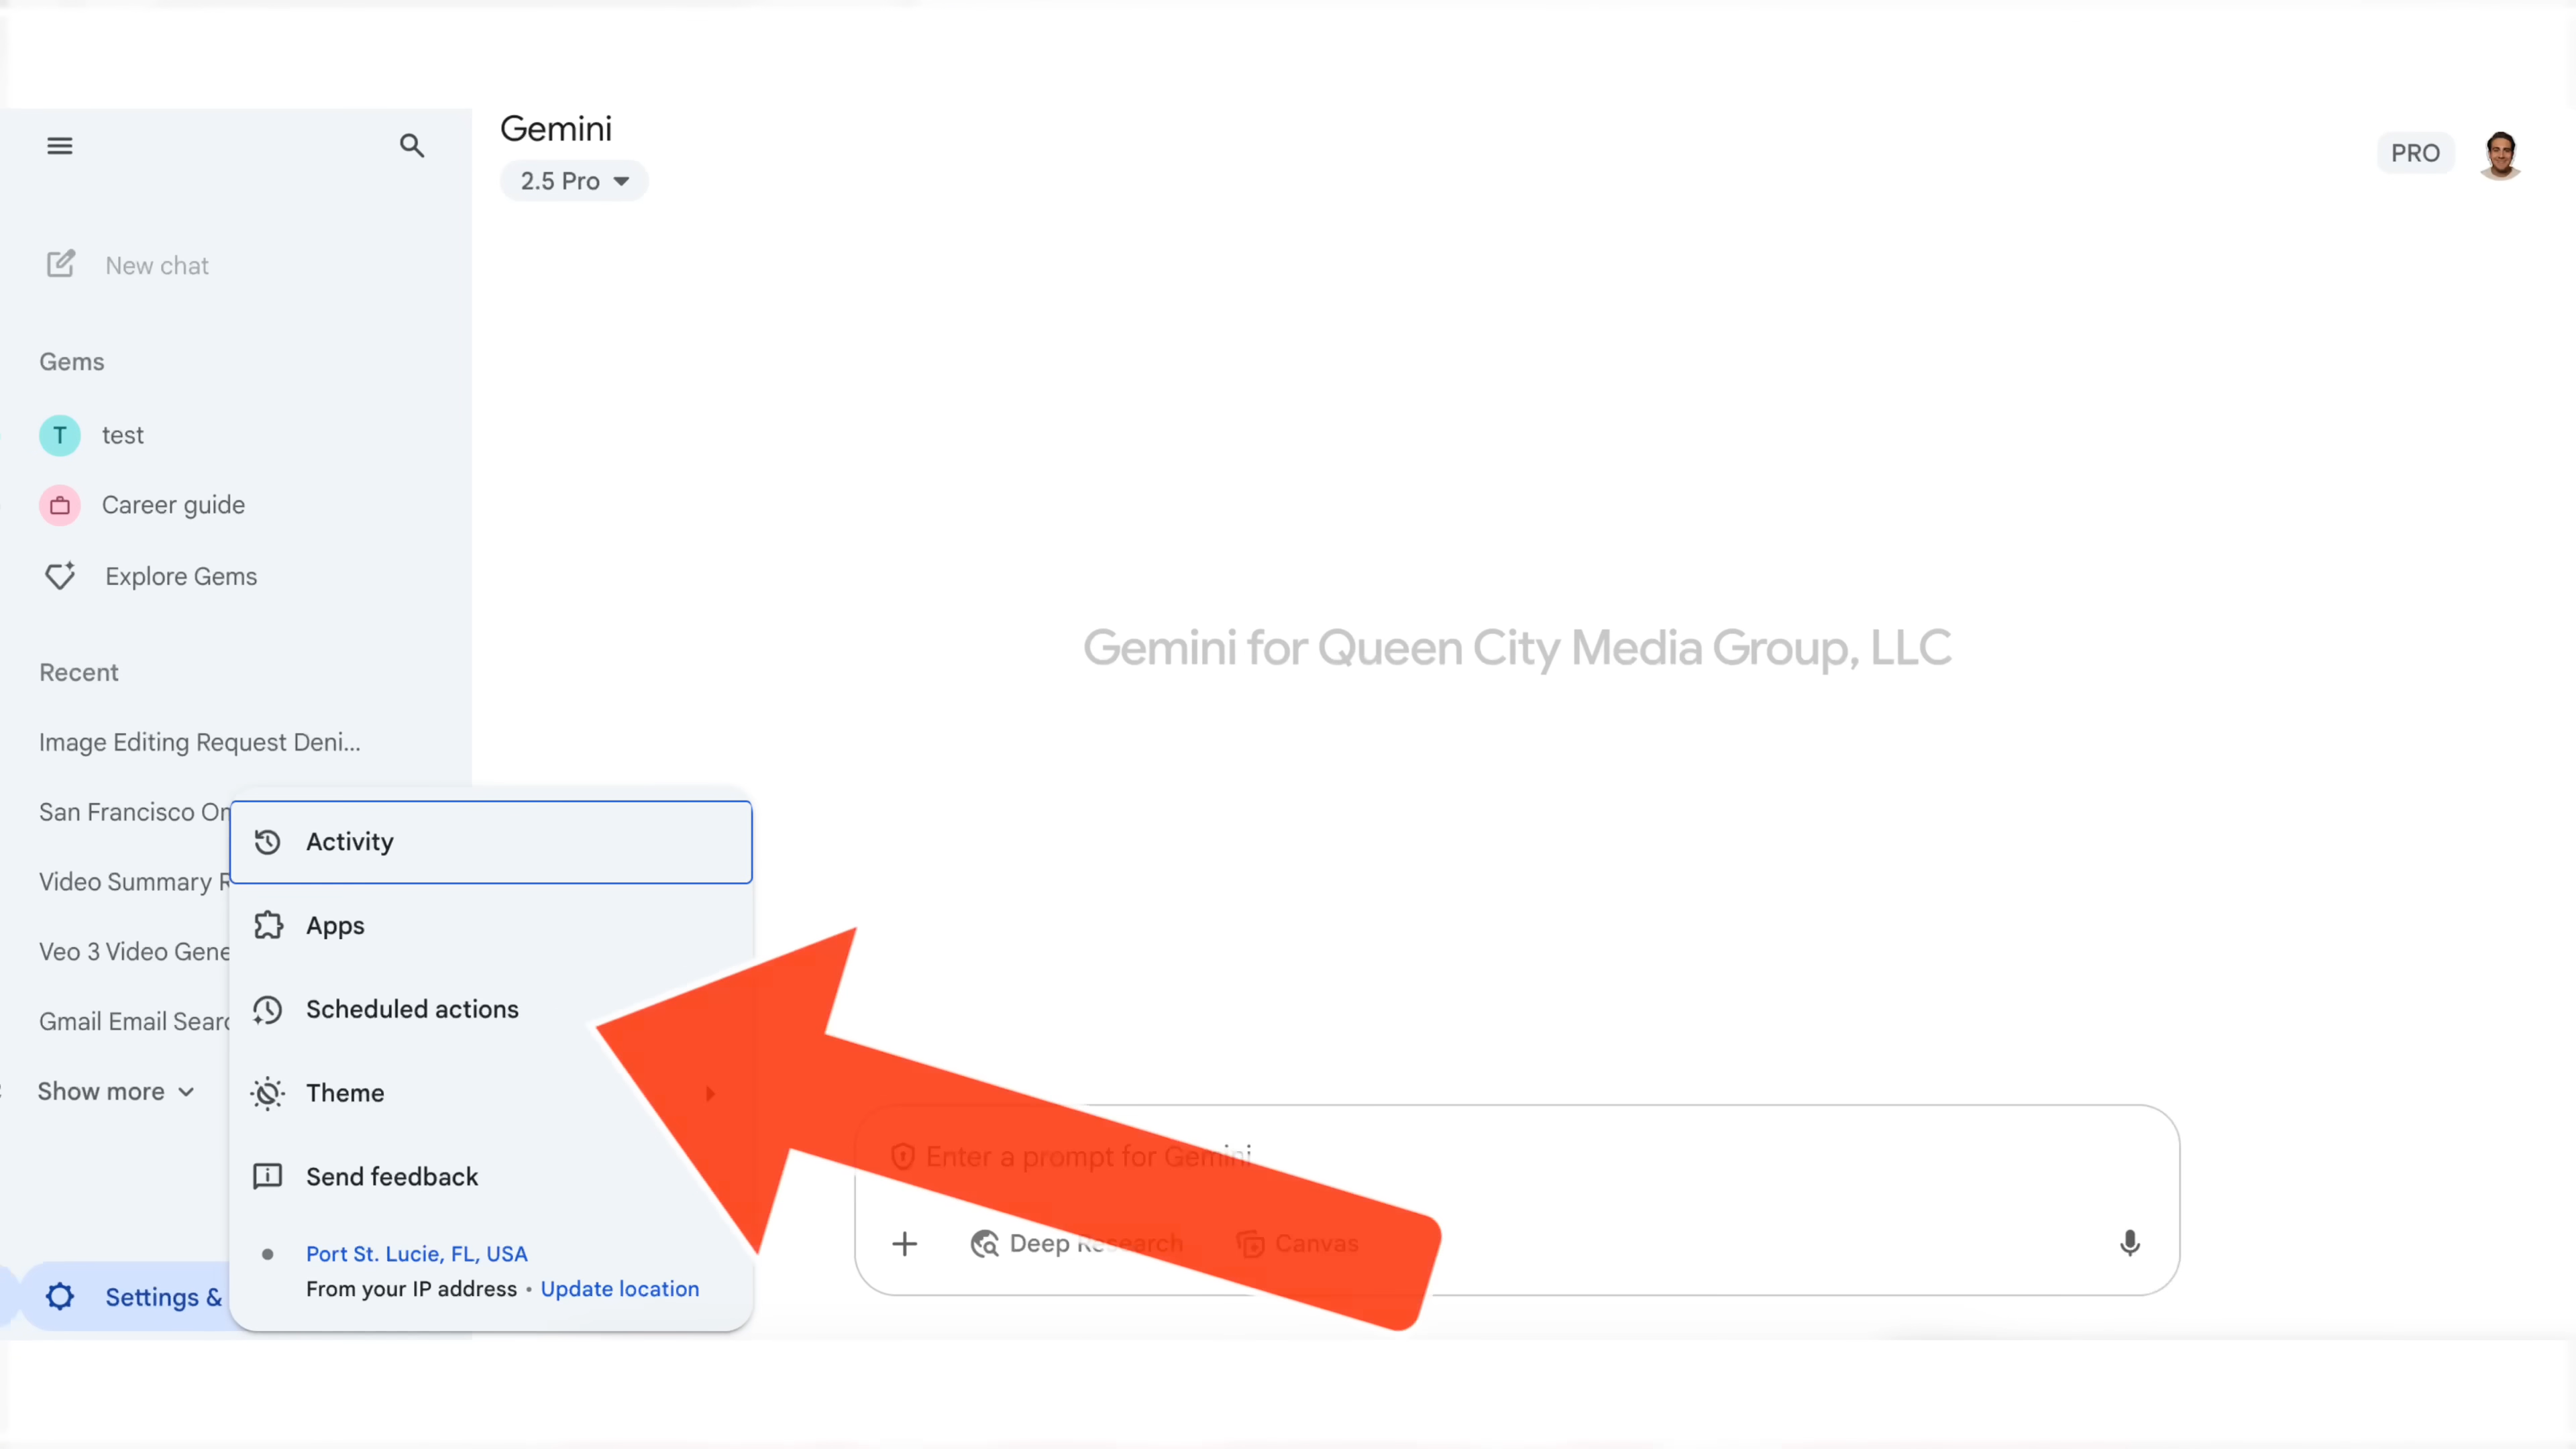 Gemini
2.5 Pro
PRO
New chat
Gems
T test
Career guide
Explore Gems
Recent
Image Editing Request Deni...
San Francisco
Video Summary
Veo 3 Video Gene
Gmail Email Sear
Show more
Settings &
Activity
Apps
Scheduled actions
Theme
Send feedback
Port St. Lucie, FL, USA
From your IP address • Update location
Gemini for Queen City Media Group, LLC
Enter a prompt for Gemini
Deep Research
Canvas